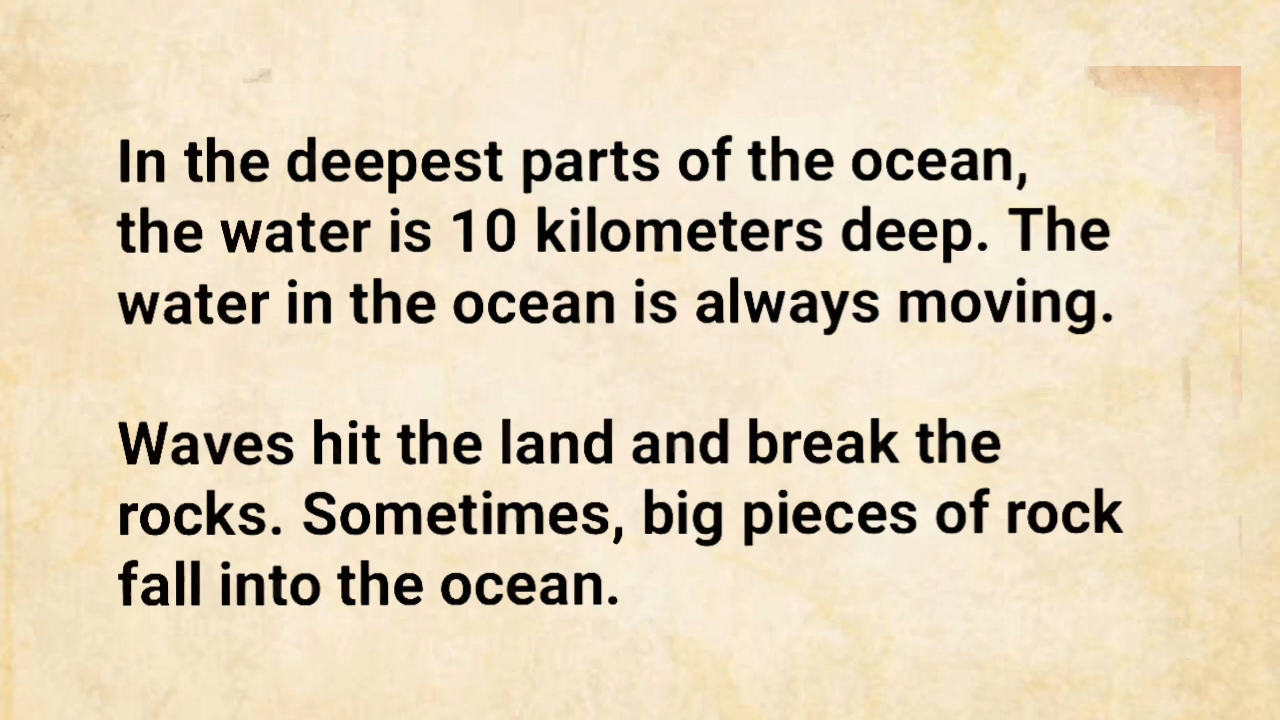 In the deepest parts of the ocean,
the water is 10 kilometers deep. The
water in the ocean is always moving.
Waves hit the land and break the
rocks. Sometimes, big pieces of rock
fall into the ocean.